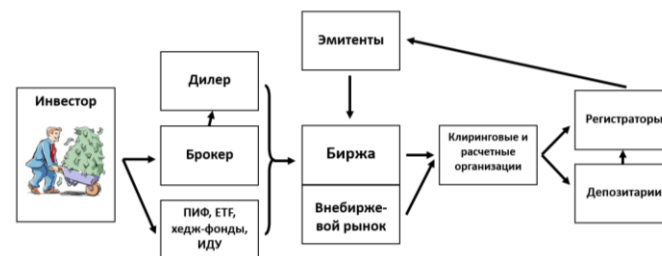 Эмитенты
Дилер
Инвестор
Брокер
ПИФ, ETF,
хедж-фонды,
ИДУ
Биржа
Внебирже-
вой рынок
Клиринговые и
расчетные
организации
Регистраторы
Депозитарии